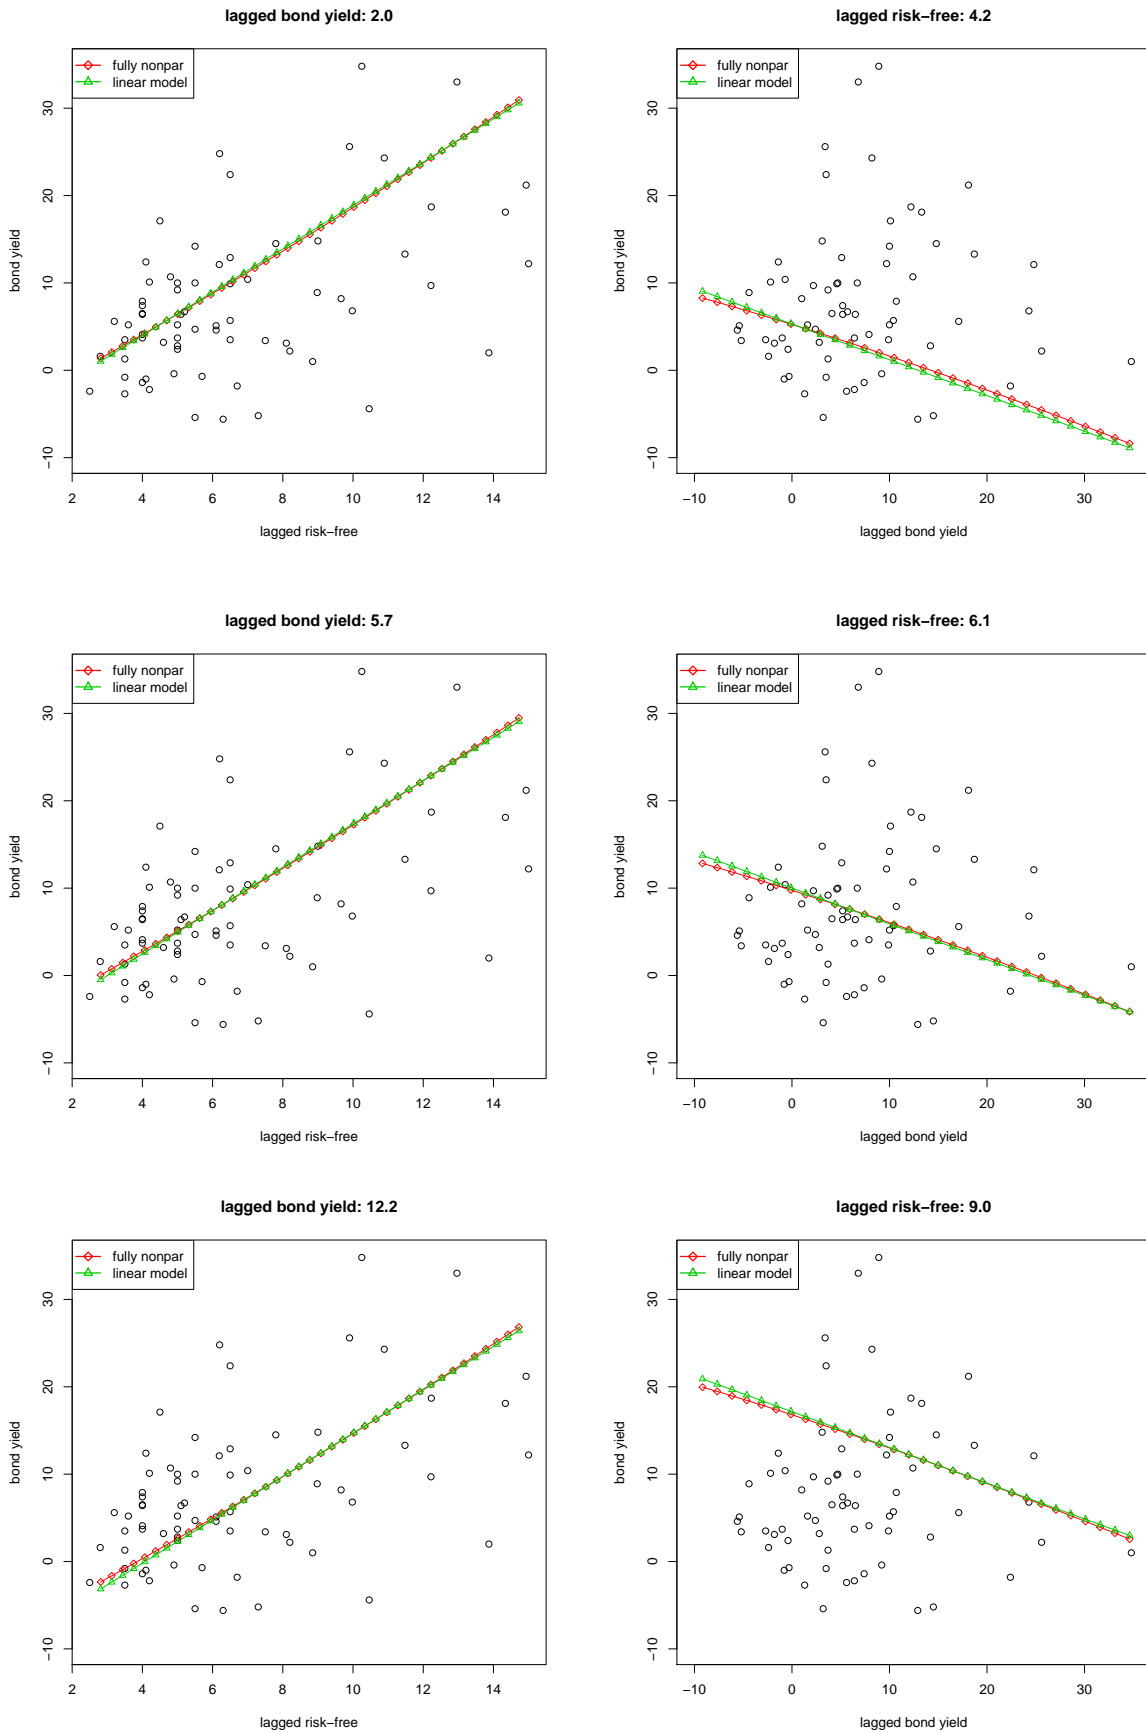 lagged bond yield: 2.0
fully nonpar
linear model
bond yield
30
20
10
0
−10
2 4 6 8 10 12 14
lagged risk−free
lagged risk−free: 4.2
fully nonpar
linear model
bond yield
30
20
10
0
−10
−10 0 10 20 30
lagged bond yield
lagged bond yield: 5.7
fully nonpar
linear model
bond yield
30
20
10
0
−10
2 4 6 8 10 12 14
lagged risk−free
lagged risk−free: 6.1
fully nonpar
linear model
bond yield
30
20
10
0
−10
−10 0 10 20 30
lagged bond yield
lagged bond yield: 12.2
fully nonpar
linear model
bond yield
30
20
10
0
−10
2 4 6 8 10 12 14
lagged risk−free
lagged risk−free: 9.0
fully nonpar
linear model
bond yield
30
20
10
0
−10
−10 0 10 20 30
lagged bond yield